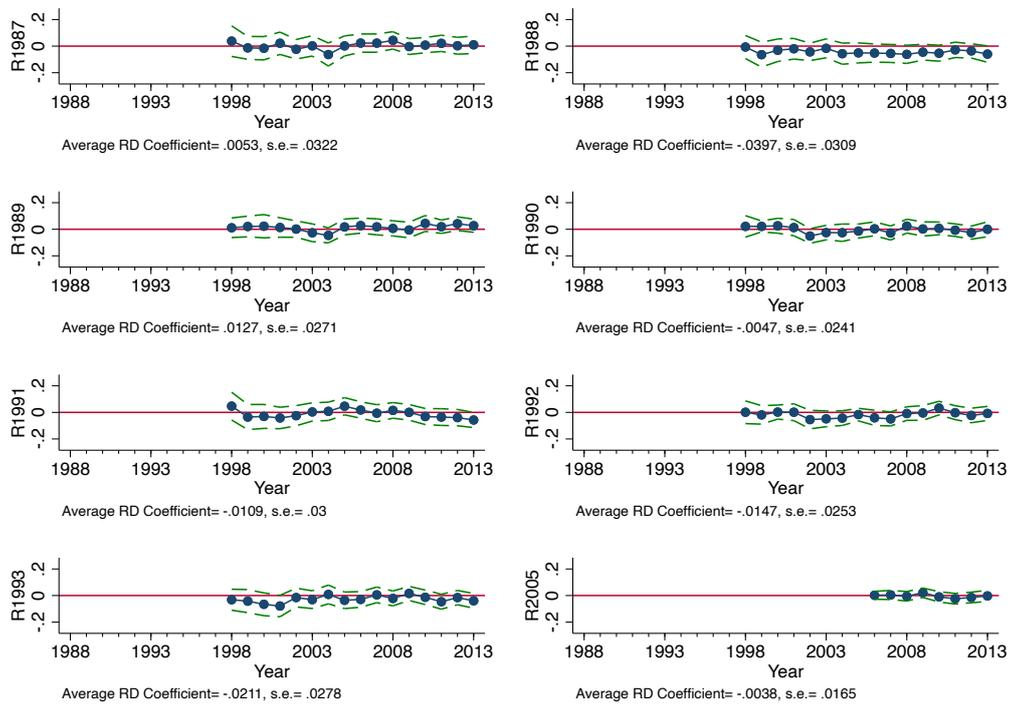 R1987
.2
0
-.2
1988 1993 1998 2003 2008 2013
Year
Average RD Coefficient= .0053, s.e.= .0322
R1988
.2
0
-.2
1988 1993 1998 2003 2008 2013
Year
Average RD Coefficient= -.0397, s.e.= .0309
R1989
.2
0
-.2
1988 1993 1998 2003 2008 2013
Year
Average RD Coefficient= .0127, s.e.= .0271
R1990
.2
0
-.2
1988 1993 1998 2003 2008 2013
Year
Average RD Coefficient= -.0047, s.e.= .0241
R1991
.2
0
-.2
1988 1993 1998 2003 2008 2013
Year
Average RD Coefficient= -.0109, s.e.= .03
R1992
.2
0
-.2
1988 1993 1998 2003 2008 2013
Year
Average RD Coefficient= -.0147, s.e.= .0253
R1993
.2
0
-.2
1988 1993 1998 2003 2008 2013
Year
Average RD Coefficient= -.0211, s.e.= .0278
R2005
.2
0
-.2
1988 1993 1998 2003 2008 2013
Year
Average RD Coefficient= -.0038, s.e.= .0165